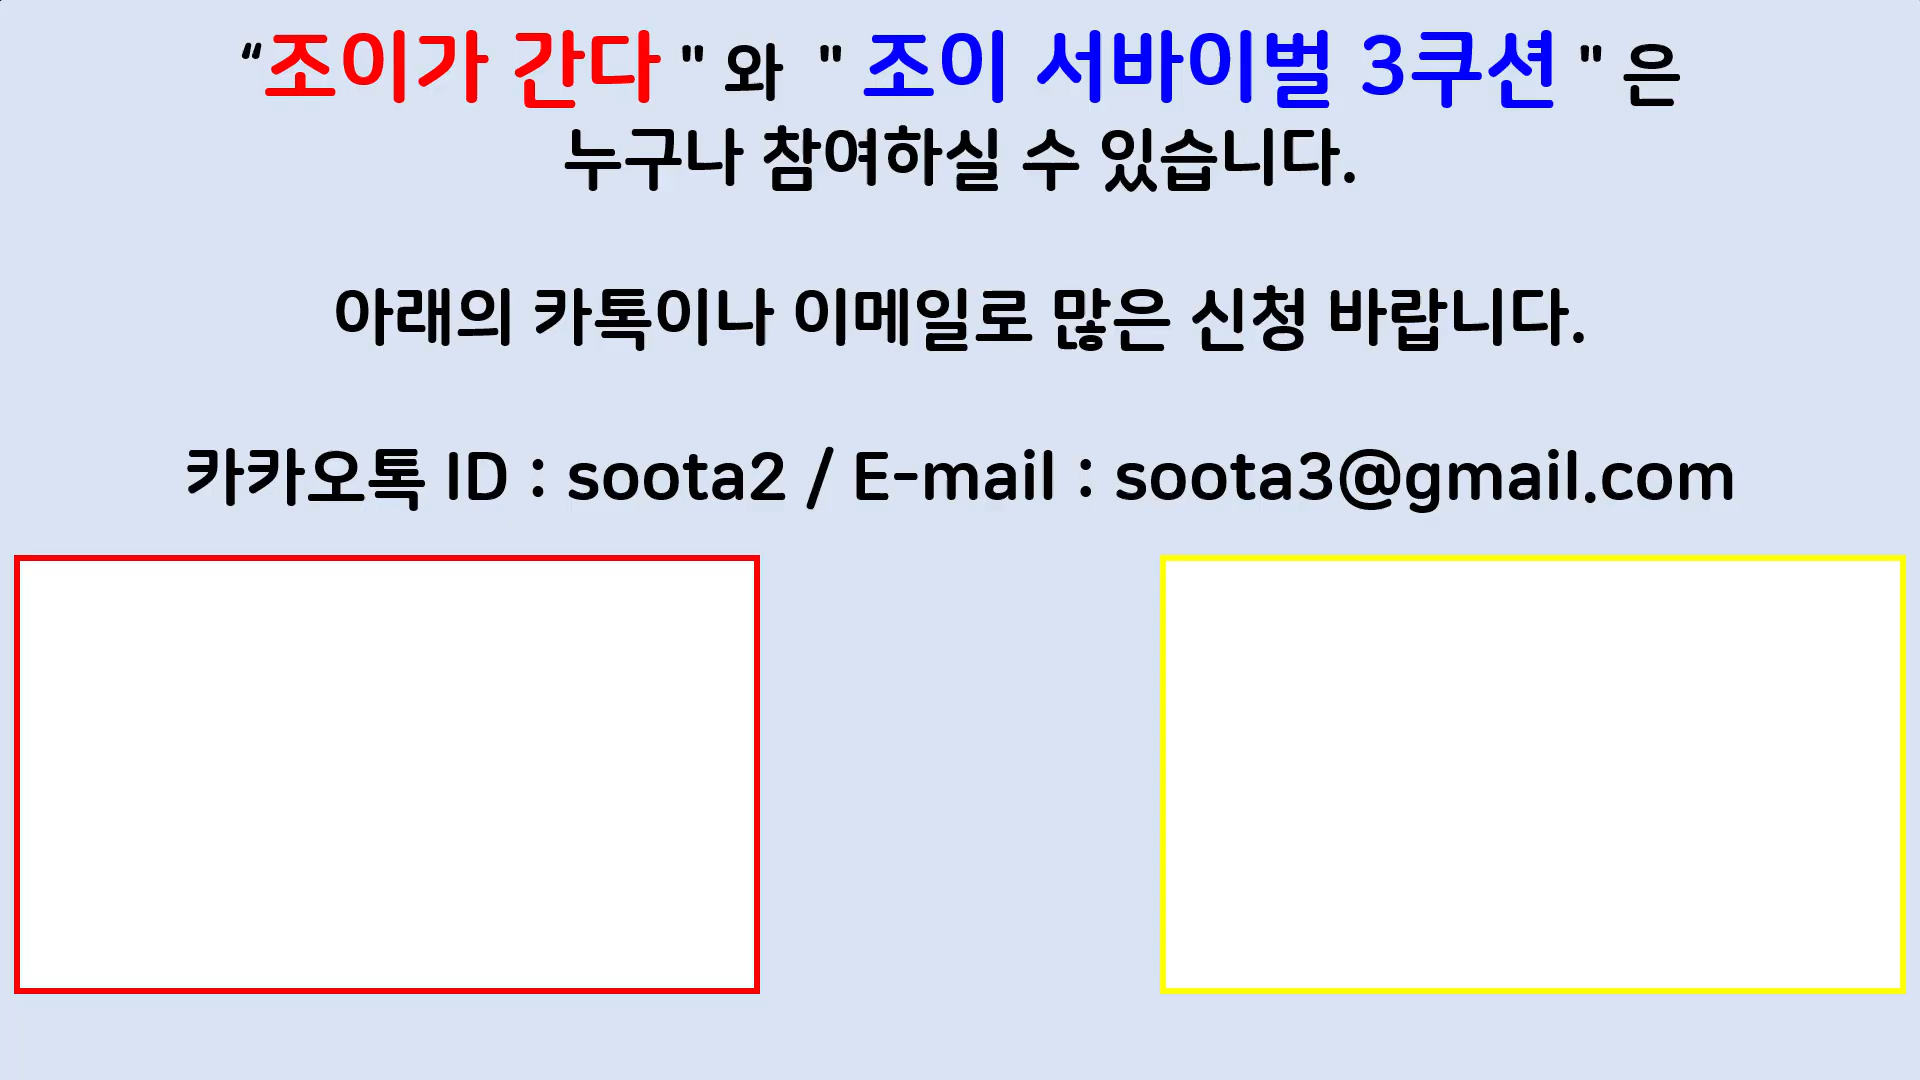 “조이가 간다 " 와 " 조이 서바이벌 3쿠션 " 은
누구나 참여하실 수 있습니다.
아래의 카톡이나 이메일로 많은 신청 바랍니다.
카카오톡 ID : soota2 / E-mail : soota3@gmail.com